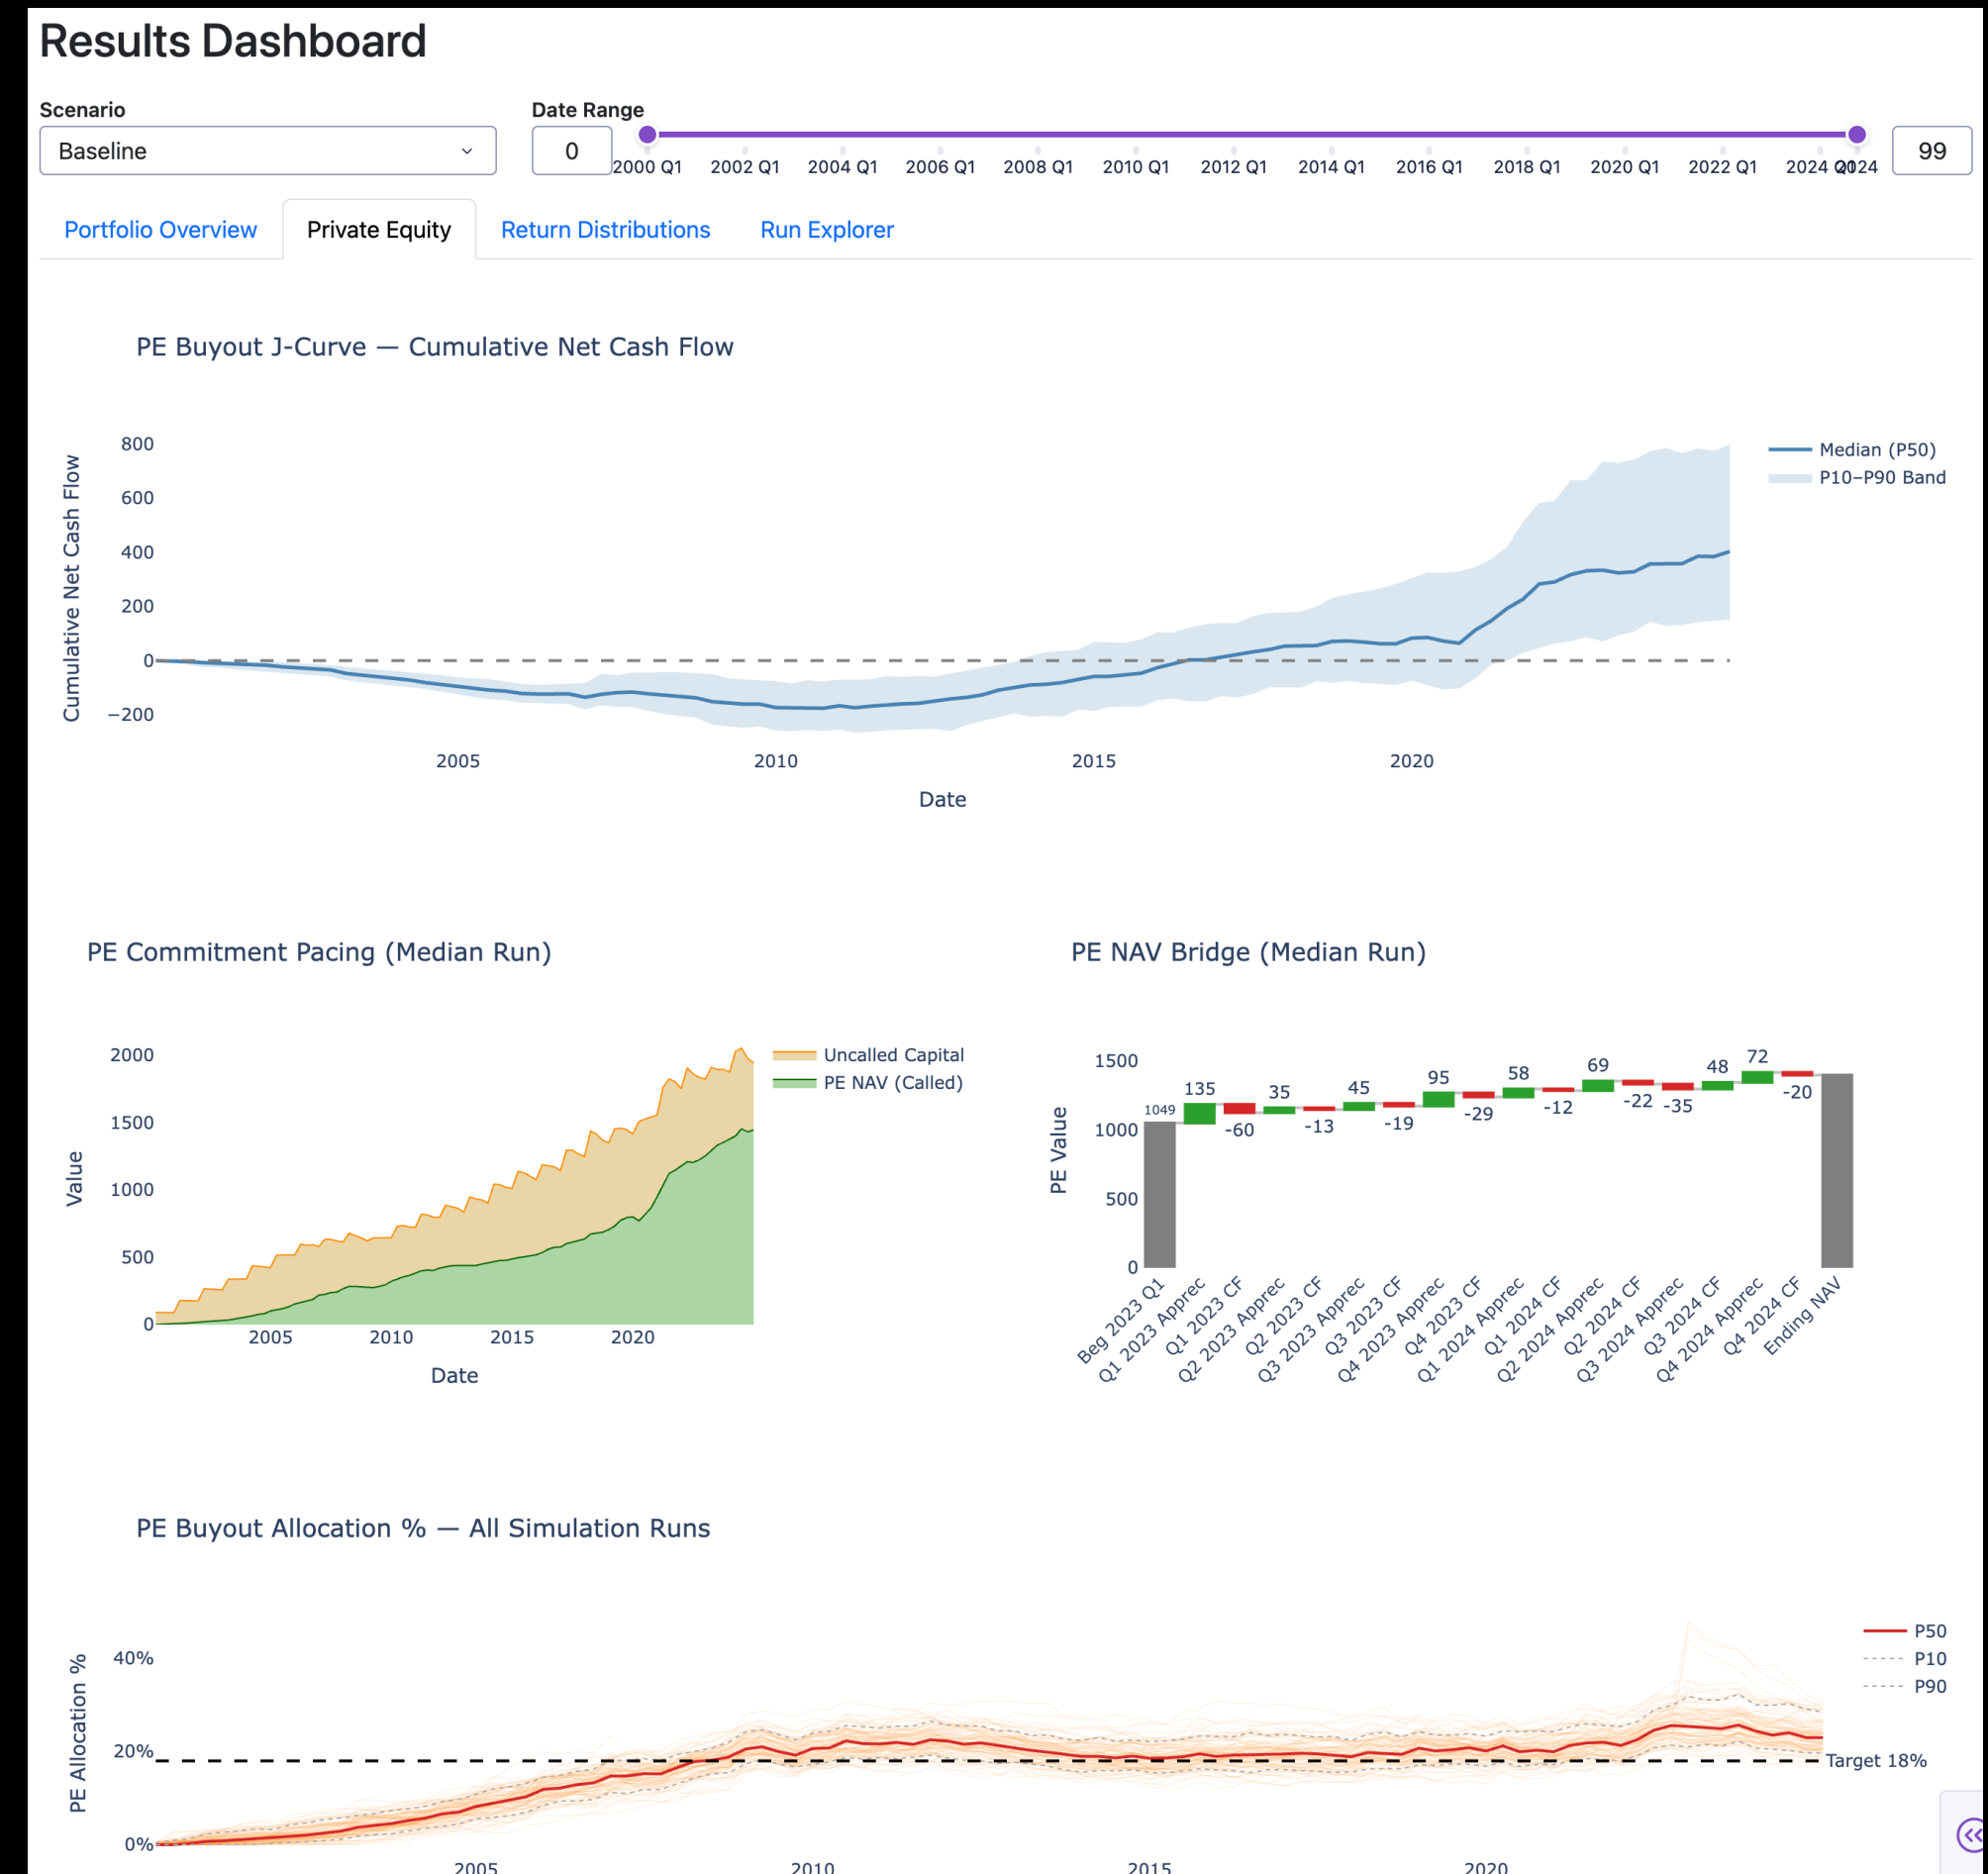 Results Dashboard
Scenario
Date Range
Baseline
0
99
2000 Q1 2002 Q1 2004 Q1 2006 Q1 2008 Q1 2010 Q1 2012 Q1 2014 Q1 2016 Q1 2018 Q1 2020 Q1 2022 Q1 2024 Q1 2024
Portfolio Overview Private Equity Return Distributions Run Explorer
PE Buyout J-Curve — Cumulative Net Cash Flow
Cumulative Net Cash Flow
800
600
400
200
0
−200
2005 2010 2015 2020
Date
Median (P50)
P10–P90 Band
PE Commitment Pacing (Median Run)
Value
2000
1500
1000
500
0
2005 2010 2015 2020
Date
Uncalled Capital
PE NAV (Called)
PE NAV Bridge (Median Run)
PE Value
1500
1000
500
0
1049 135 -60 35 -13 45 -19 95 -29 58 -12 69 -22 -35 48 72 -20
Beg 2023 Q1
Q1 2023 Apprec
Q1 2023 CF
Q2 2023 Apprec
Q2 2023 CF
Q3 2023 Apprec
Q3 2023 CF
Q4 2023 Apprec
Q4 2023 CF
Q1 2024 Apprec
Q1 2024 CF
Q2 2024 Apprec
Q2 2024 CF
Q3 2024 Apprec
Q3 2024 CF
Q4 2024 Apprec
Q4 2024 CF
Ending NAV
PE Buyout Allocation % — All Simulation Runs
PE Allocation %
40%
20%
0%
Target 18%
P50
P10
P90
2005 2010 2015 2020